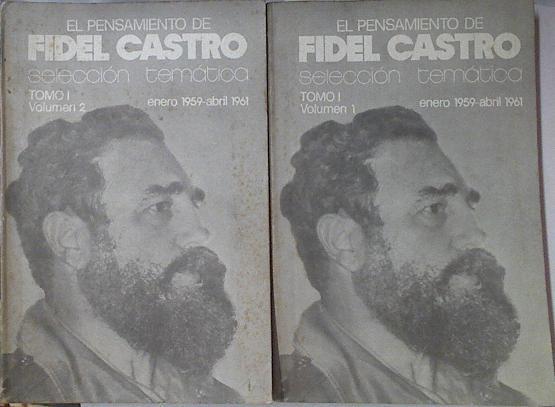 EL PENSAMIENTO DE
FIDEL CASTRO
selección temática
TOMO I
Volumen 2
enero 1959-abril 1961
EL PENSAMIENTO DE
FIDEL CASTRO
selección temática
TOMO I
Volumen 1
enero 1959-abril 1961